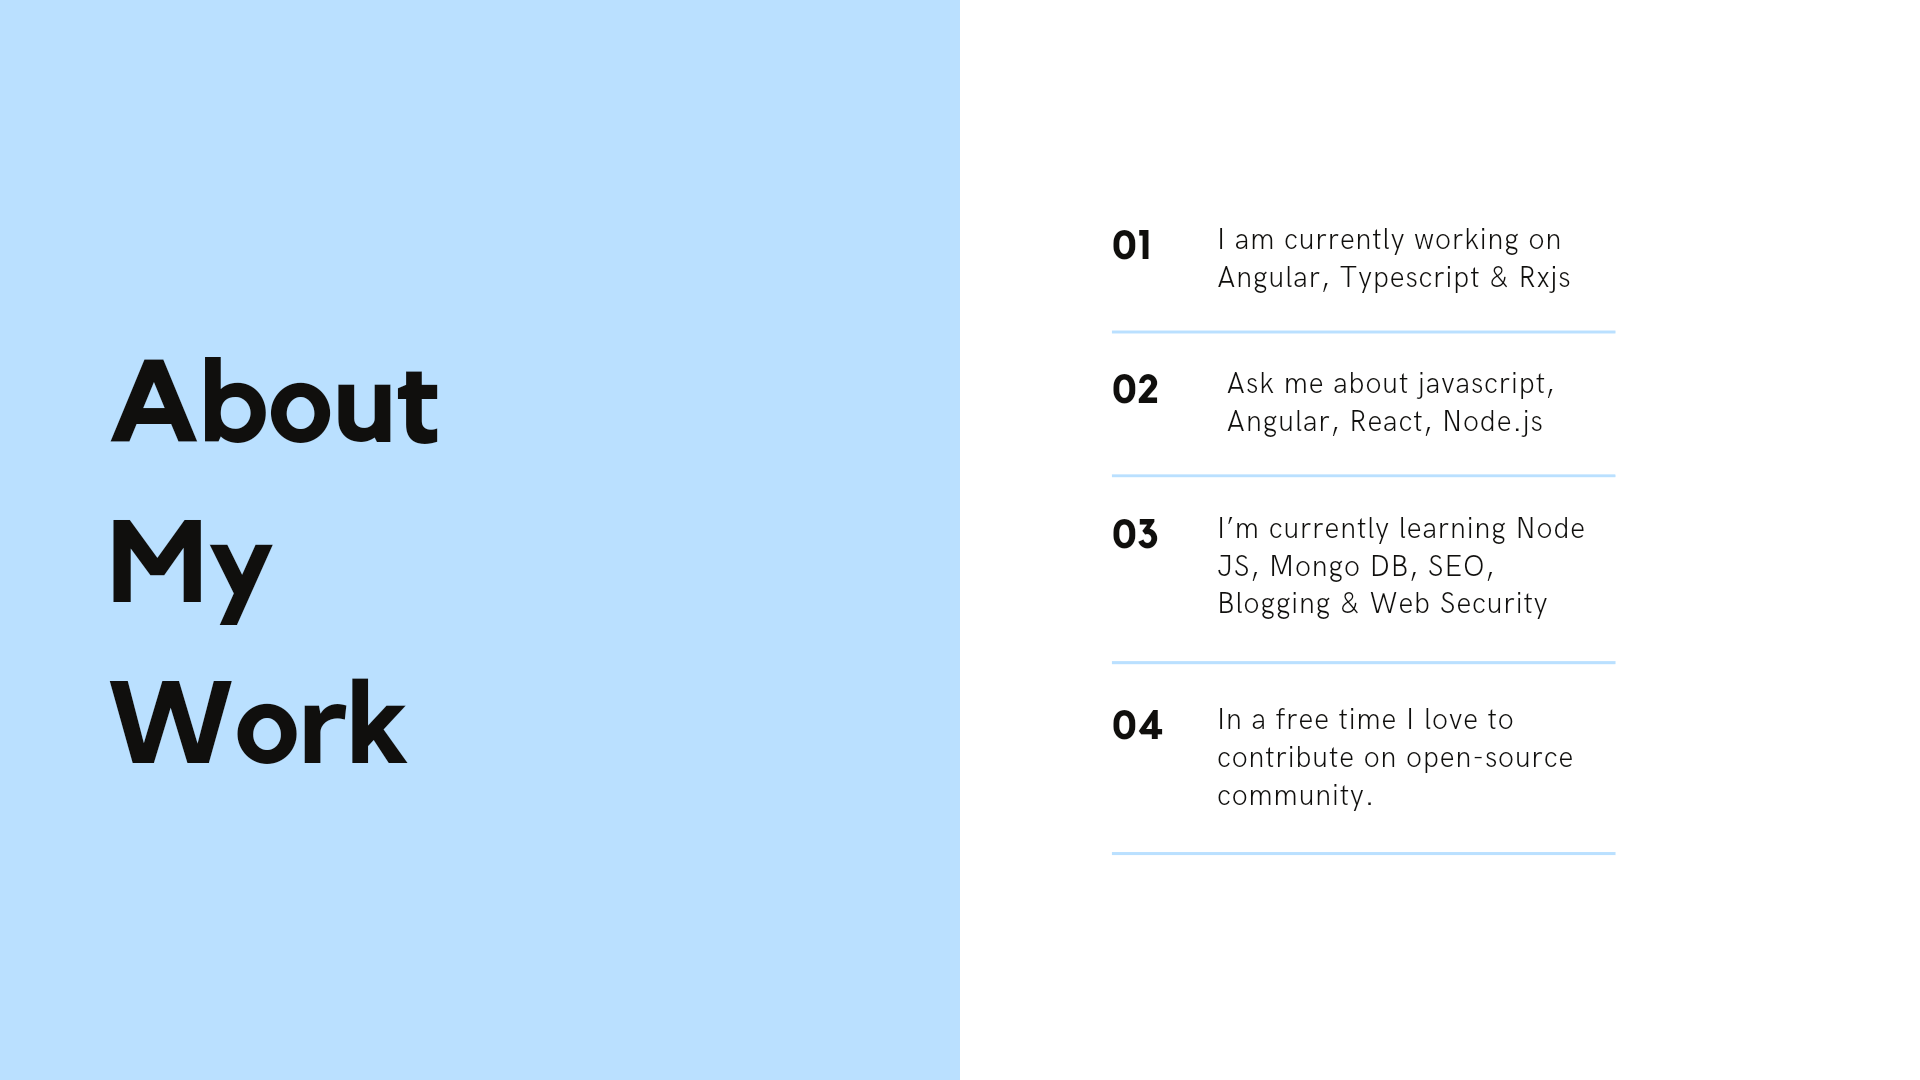 About
My
Work
01
I am currently working on
Angular, Typescript & Rxjs
02
Ask me about javascript,
Angular, React, Node.js
03
I’m currently learning Node
JS, Mongo DB, SEO,
Blogging & Web Security
04
In a free time I love to
contribute on open-source
community.